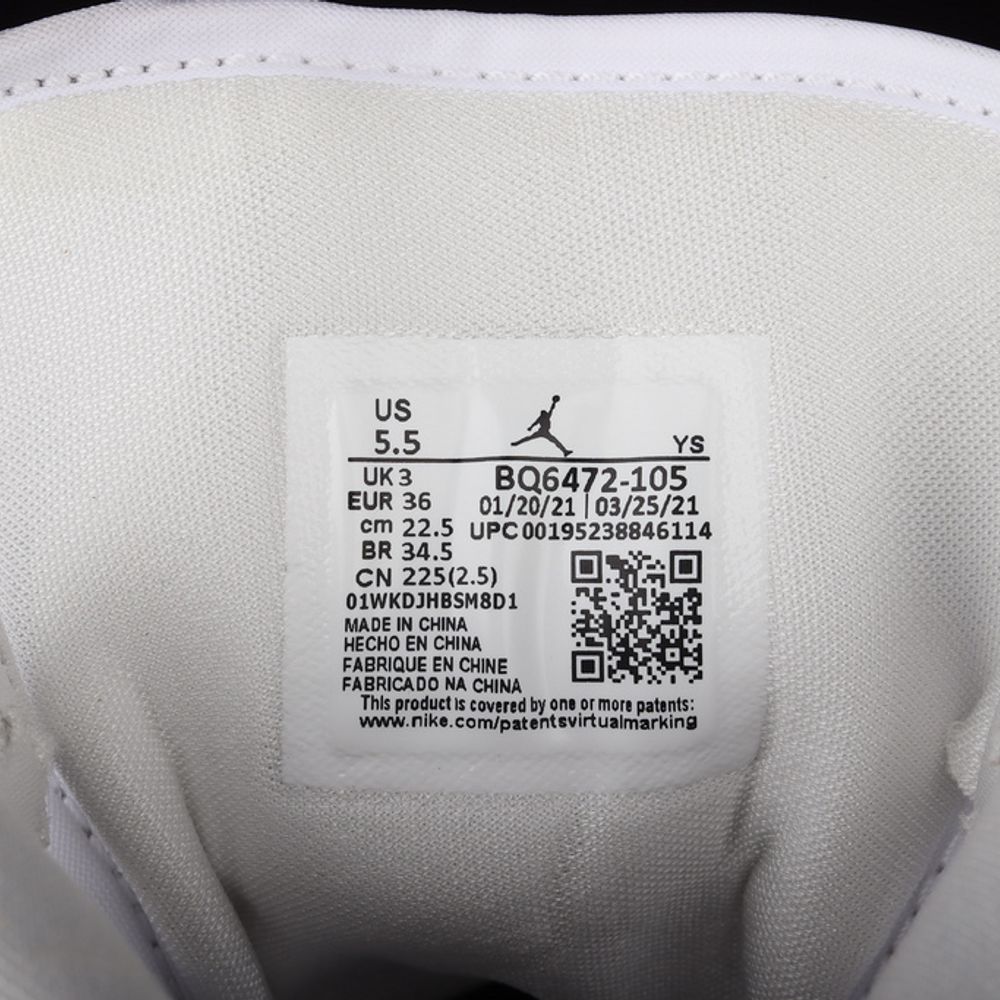 US
5.5
YS
UK 3
BQ6472-105
EUR 36
01/20/21 | 03/25/21
cm 22.5
UPC 00195238846114
BR 34.5
CN 225(2.5)
01WKDJHBSM8D1
MADE IN CHINA
HECHO EN CHINA
FABRIQUE EN CHINE
FABRICADO NA CHINA
This product is covered by one or more patents:
www.nike.com/patentsvirtualmarking